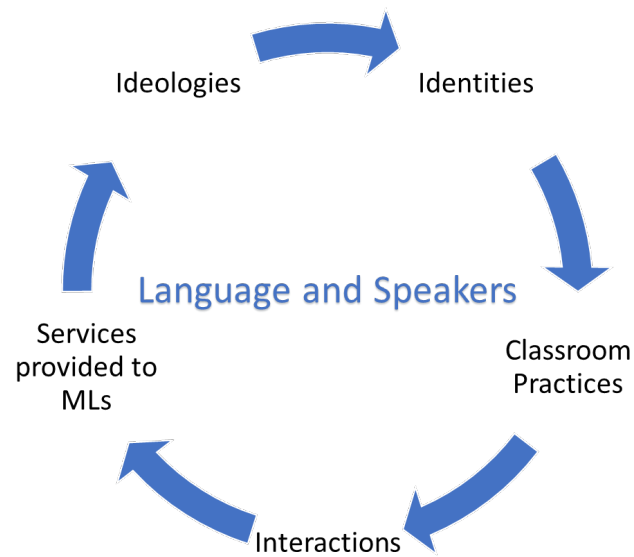 Ideologies
Identities
Language and Speakers
Services
provided to
MLs
Classroom
Practices
Interactions